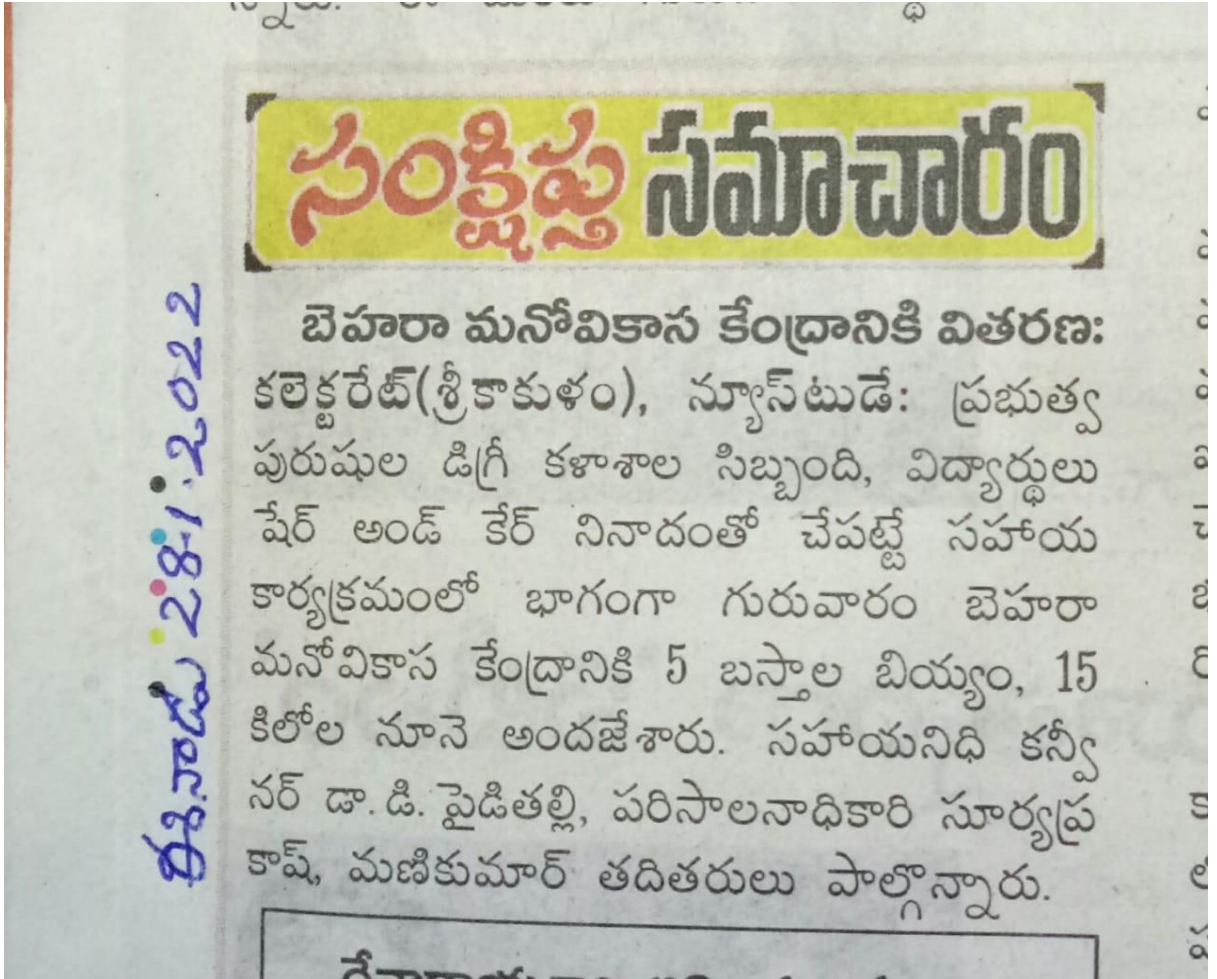 సంక్షిప్త సమాచారం
బెహరా మనోవికాస కేంద్రానికి వితరణ:
కలెక్టరేట్(శ్రీకాకుళం), న్యూస్‌టుడే: ప్రభుత్వ
పురుషుల డిగ్రీ కళాశాల సిబ్బంది, విద్యార్థులు
షేర్ అండ్ కేర్ నినాదంతో చేపట్టే సహాయ
కార్యక్రమంలో భాగంగా గురువారం బెహరా
మనోవికాస కేంద్రానికి 5 బస్తాల బియ్యం, 15
కిలోల నూనె అందజేశారు. సహాయనిధి కన్వీ
నర్ డా.డి. పైడితల్లి, పరిసాలనాధికారి సూర్యప్ర
కాష్, మణికుమార్ తదితరులు పాల్గొన్నారు.
ఈనాడు 28-1-2022